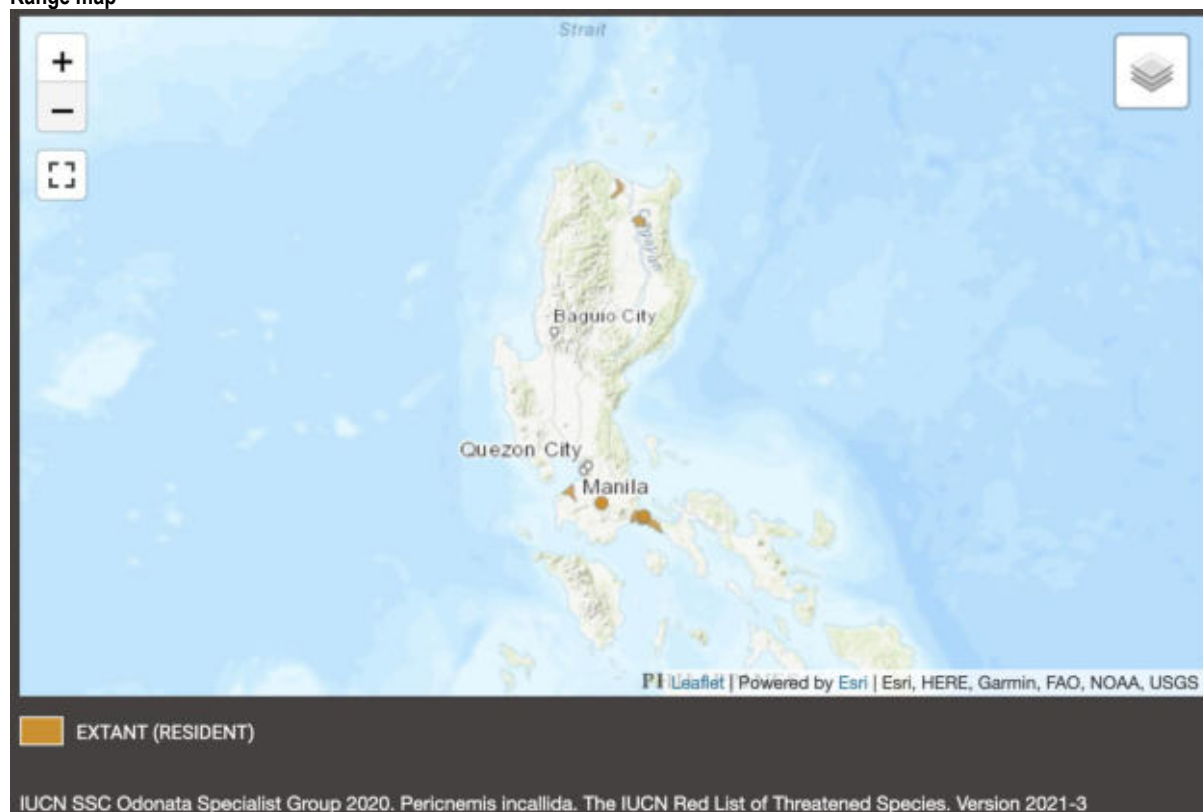 Range map
Strait
+
−
Cagayan
Baguio City
Quezon City
Manila
PI Leaflet | Powered by Esri | Esri, HERE, Garmin, FAO, NOAA, USGS
EXTANT (RESIDENT)
IUCN SSC Odonata Specialist Group 2020. Pericnemis incallida. The IUCN Red List of Threatened Species. Version 2021-3